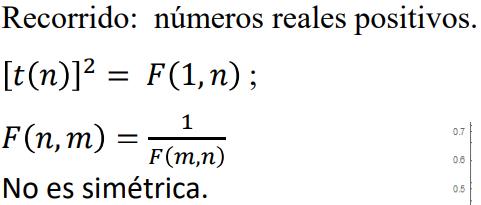 Recorrido: números reales positivos.
[t(n)]² = F(1,n) ;
F(n,m) = 1/F(m,n)
No es simétrica.
0.7
0.6
0.5